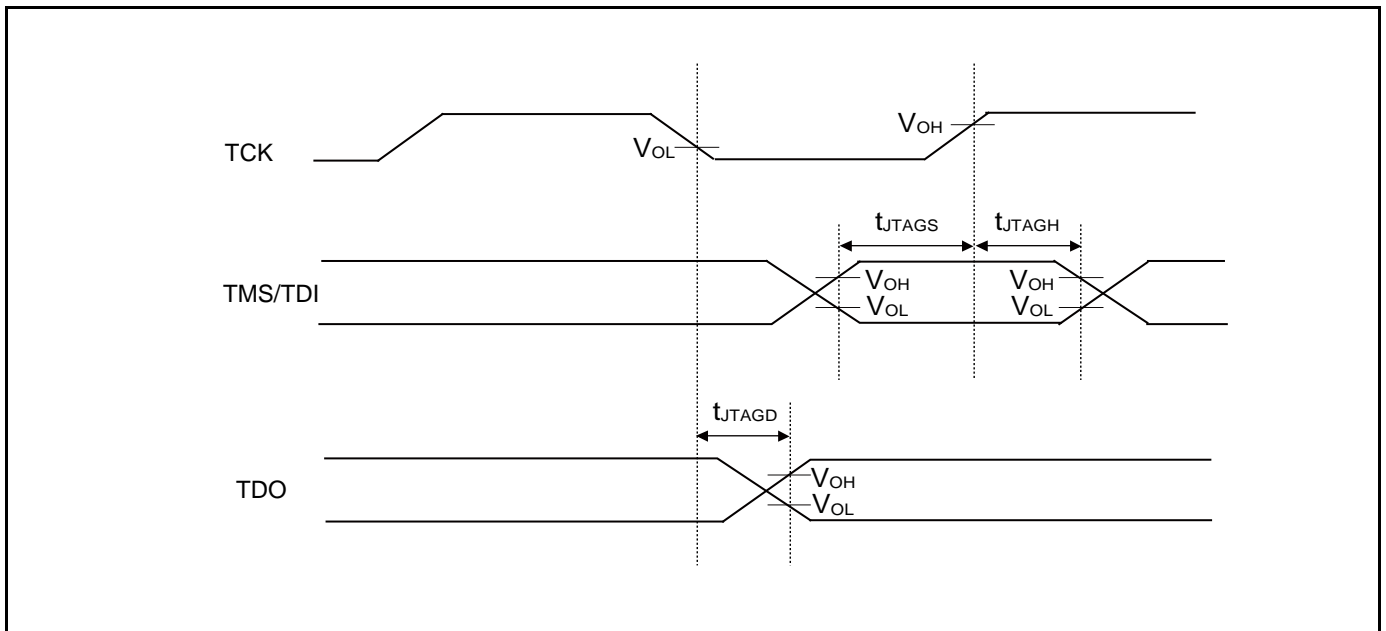 TCK
VOL
VOH
tJTAGS
tJTAGH
TMS/TDI
VOH
VOL
VOH
VOL
tJTAGD
TDO
VOH
VOL